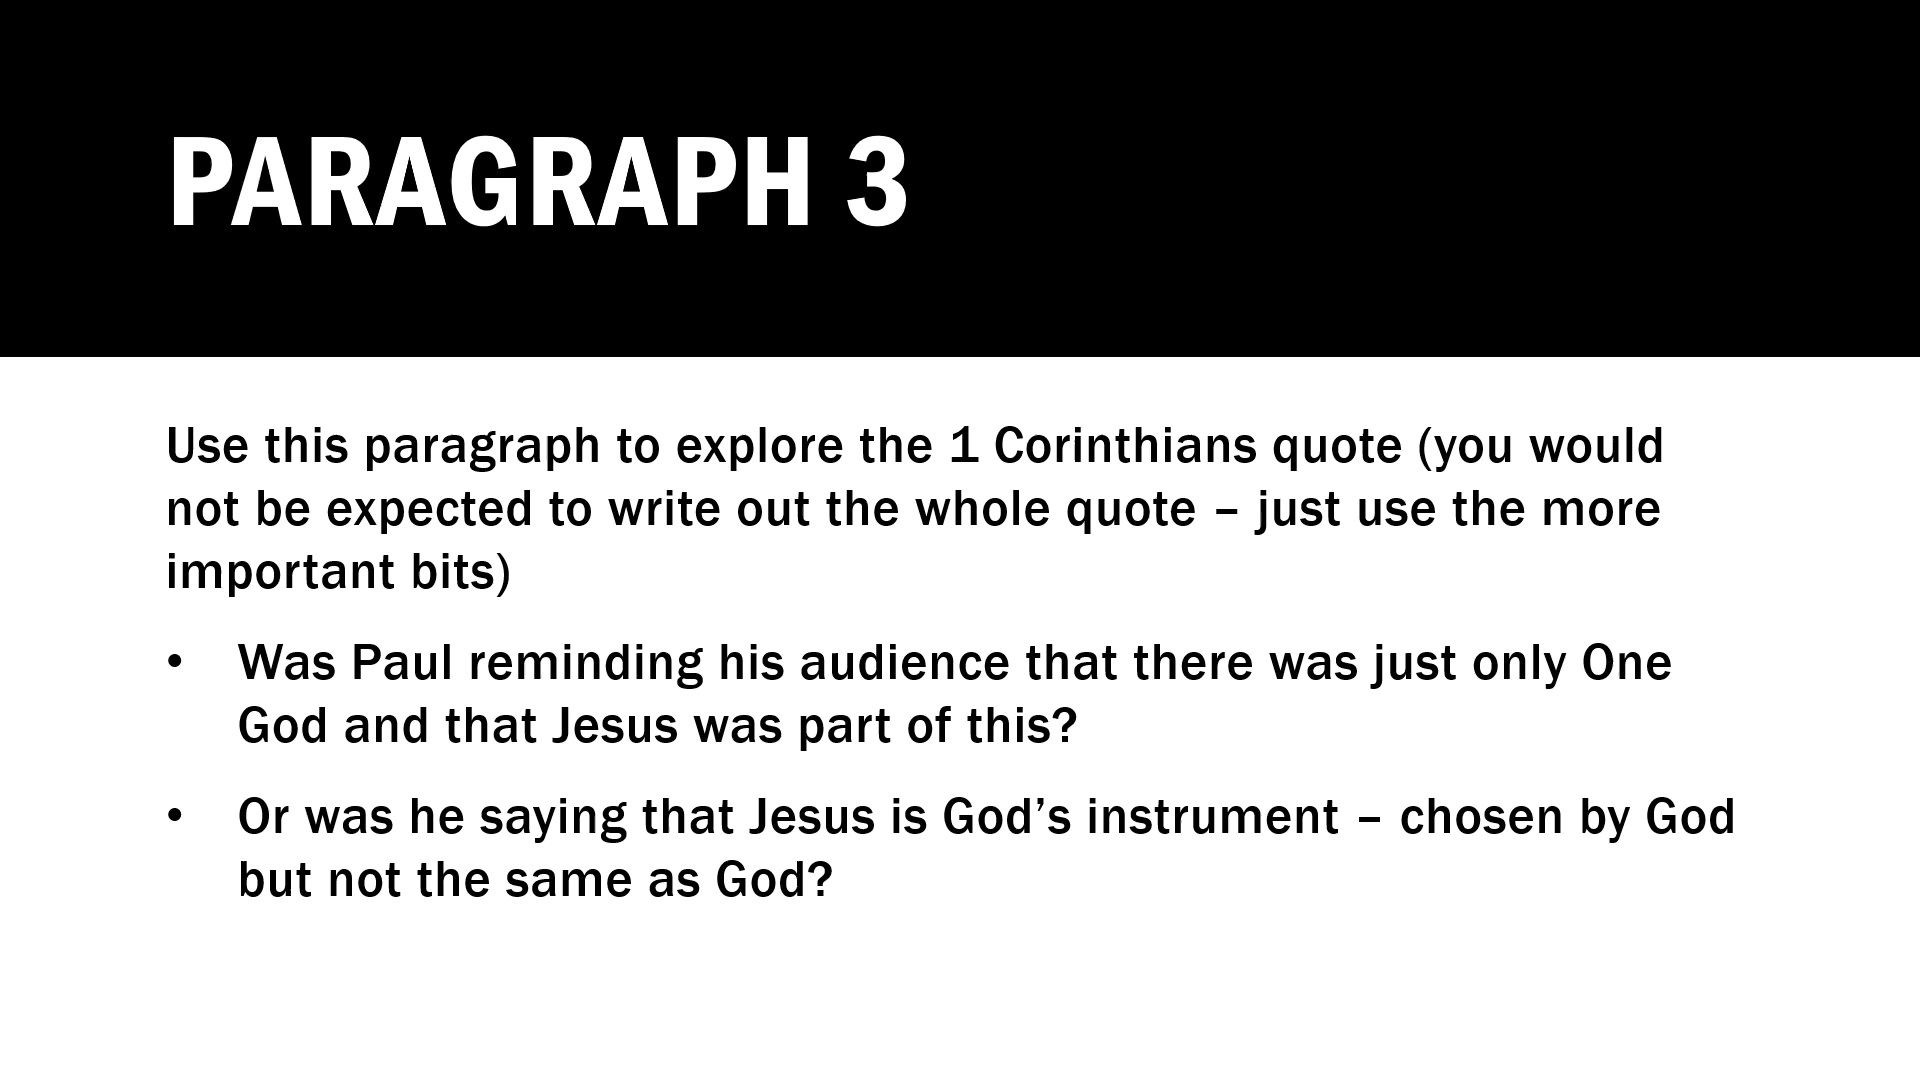 PARAGRAPH 3
Use this paragraph to explore the 1 Corinthians quote (you would
not be expected to write out the whole quote – just use the more
important bits)
• Was Paul reminding his audience that there was just only One
God and that Jesus was part of this?
• Or was he saying that Jesus is God’s instrument – chosen by God
but not the same as God?